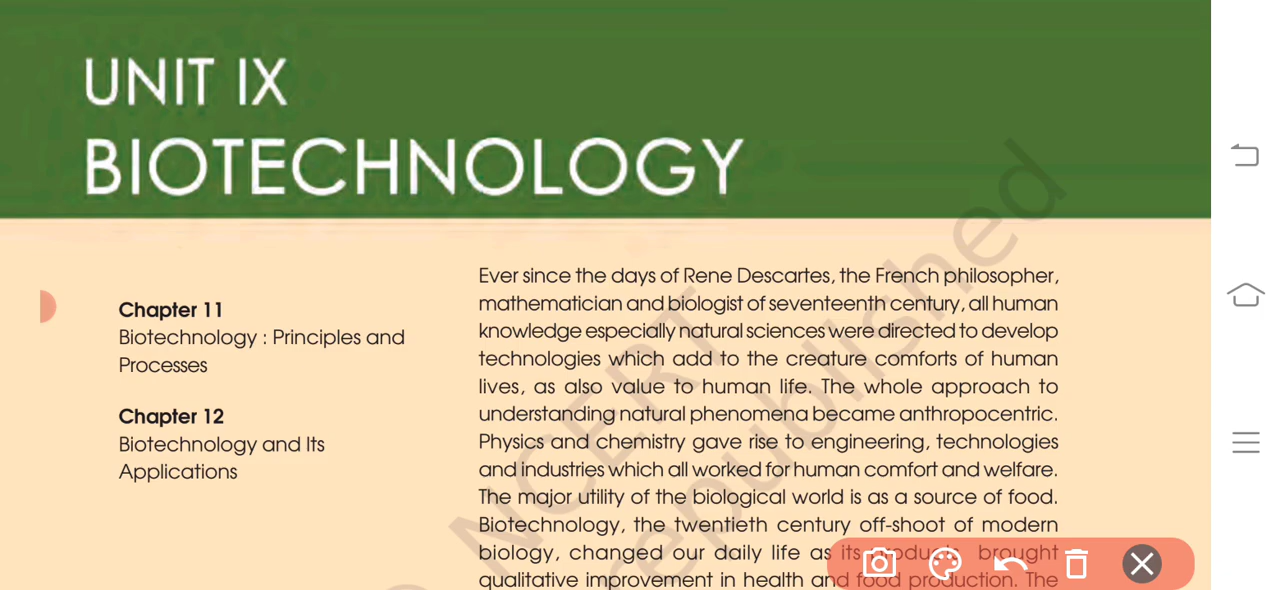 UNIT IX
BIOTECHNOLOGY
Chapter 11
Biotechnology : Principles and
Processes
Chapter 12
Biotechnology and Its
Applications
Ever since the days of Rene Descartes, the French philosopher,
mathematician and biologist of seventeenth century, all human
knowledge especially natural sciences were directed to develop
technologies which add to the creature comforts of human
lives, as also value to human life. The whole approach to
understanding natural phenomena became anthropocentric.
Physics and chemistry gave rise to engineering, technologies
and industries which all worked for human comfort and welfare.
The major utility of the biological world is as a source of food.
Biotechnology, the twentieth century off-shoot of modern
biology, changed our daily life as its products brought
qualitative improvement in health and food production. The
NCERT
republished